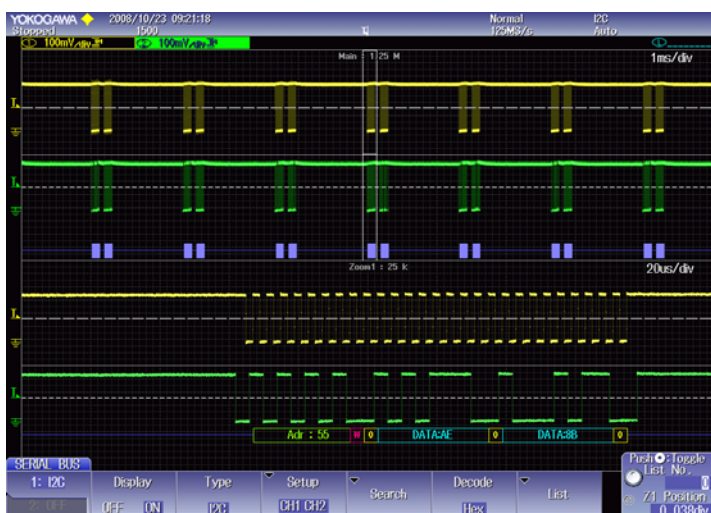 YOKOGAWA 2008/10/23 09:21:18 Normal I2C
Stopped 1500 125MS/s Auto
100mV 100mV
Main : 1.25 M 1ms/div
Zoom1 : 25 k 20us/div
Adr : 55 W 0 DATA:AE 0 DATA:8B 0
SERIAL BUS
1: I2C Display Type Setup Search Decode List
2: OFF OFF ON I2C CH1 CH2 Hex
Push :Toggle
List No.
0
Z1 Position
0.038div